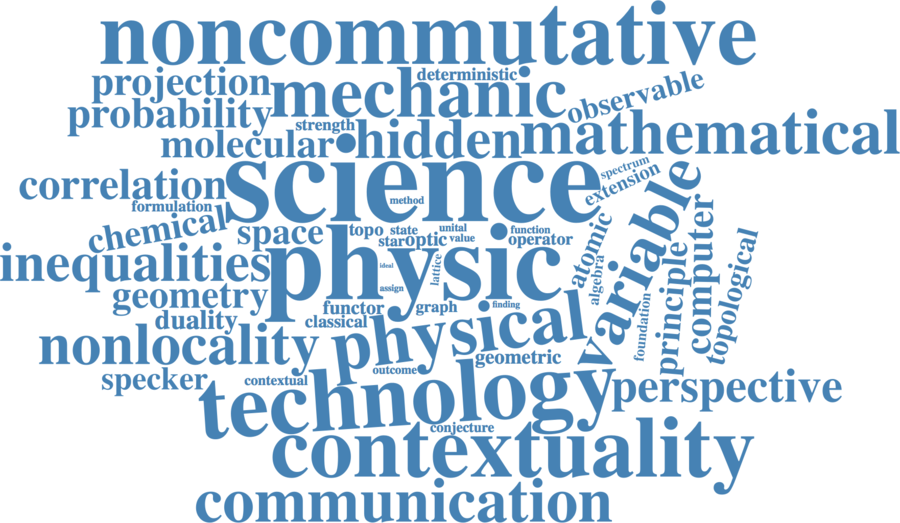 noncommutative
projection
deterministic
mechanic
observable
probability
strength
molecular
hidden
mathematical
science
spectrum
extension
correlation
method
formulation
chemical
space
topo
state
unital
function
star
optic
value
operator
atomic
variable
inequalities
physic
ideal
lattice
algebra
principle
computer
topological
geometry
assign
functor
graph
finding
foundation
duality
classical
physical
nonlocality
geometric
outcome
specker
contextual
technology
perspective
conjecture
contextuality
communication